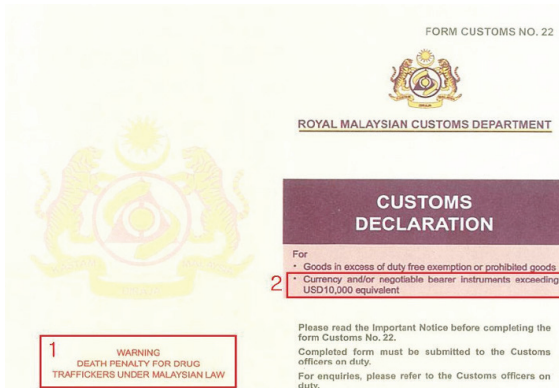 FORM CUSTOMS NO. 22
ROYAL MALAYSIAN CUSTOMS DEPARTMENT
CUSTOMS
DECLARATION
For
• Goods in excess of duty free exemption or prohibited goods
2
• Currency and/or negotiable bearer instruments exceeding
USD10,000 equivalent
Please read the Important Notice before completing the
form Customs No. 22.
Completed form must be submitted to the Customs
officers on duty.
For enquiries, please refer to the Customs officers on
duty.
1
WARNING
DEATH PENALTY FOR DRUG
TRAFFICKERS UNDER MALAYSIAN LAW